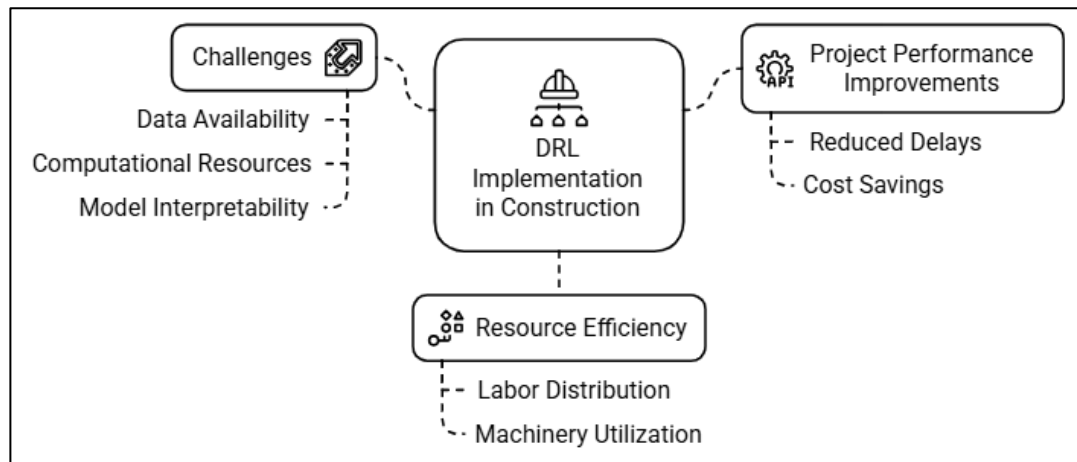 Challenges
Data Availability
Computational Resources
Model Interpretability
DRL
Implementation
in Construction
API
Project Performance
Improvements
Reduced Delays
Cost Savings
Resource Efficiency
Labor Distribution
Machinery Utilization